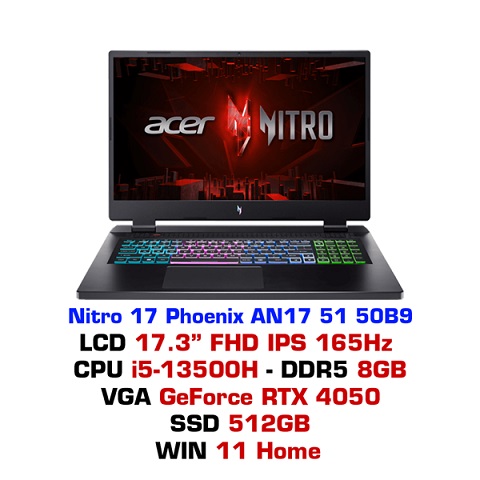 acer NITRO
Nitro 17 Phoenix AN17 51 50B9
LCD 17.3” FHD IPS 165Hz
CPU i5-13500H - DDR5 8GB
VGA GeForce RTX 4050
SSD 512GB
WIN 11 Home